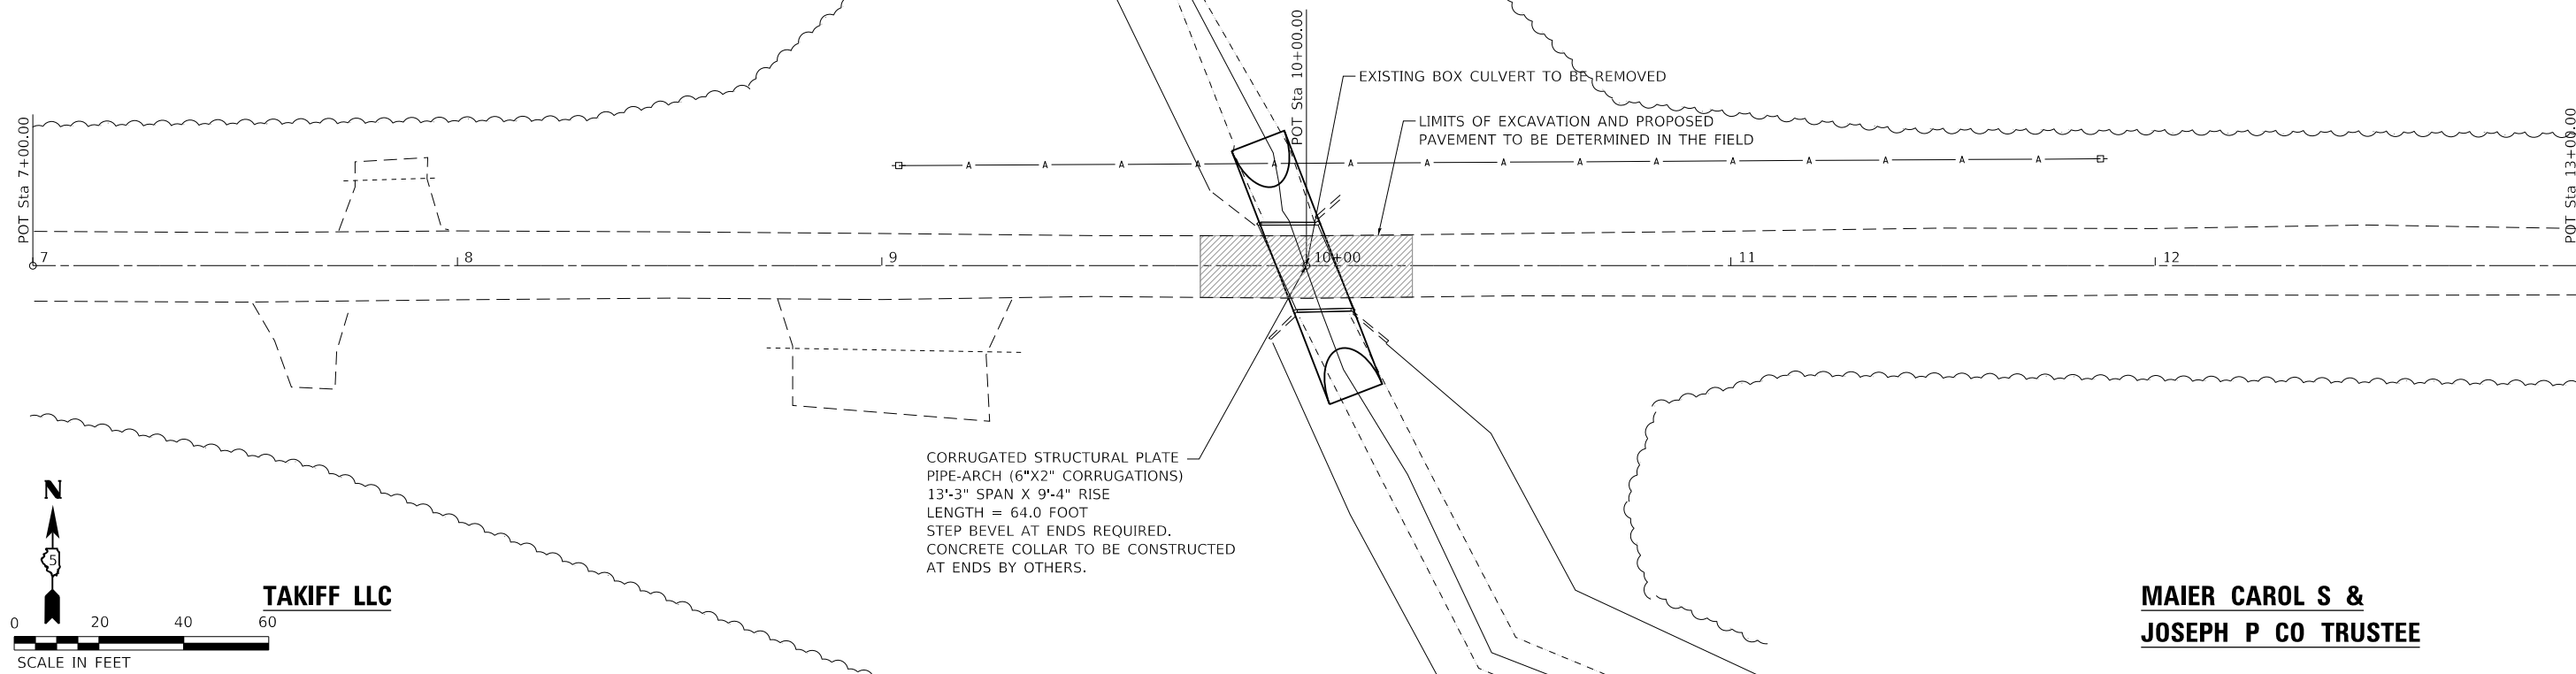 POT Sta 10+00.00
EXISTING BOX CULVERT TO BE REMOVED
LIMITS OF EXCAVATION AND PROPOSED
PAVEMENT TO BE DETERMINED IN THE FIELD
POT Sta 7+00.00
POT Sta 13+00.00
A A A A A A A A A A A A A A A
7 8 9 10+00 11 12
CORRUGATED STRUCTURAL PLATE
PIPE-ARCH (6"X2" CORRUGATIONS)
13'-3" SPAN X 9'-4" RISE
LENGTH = 64.0 FOOT
STEP BEVEL AT ENDS REQUIRED.
CONCRETE COLLAR TO BE CONSTRUCTED
AT ENDS BY OTHERS.
N
5
TAKIFF LLC
0 20 40 60
SCALE IN FEET
MAIER CAROL S &
JOSEPH P CO TRUSTEE